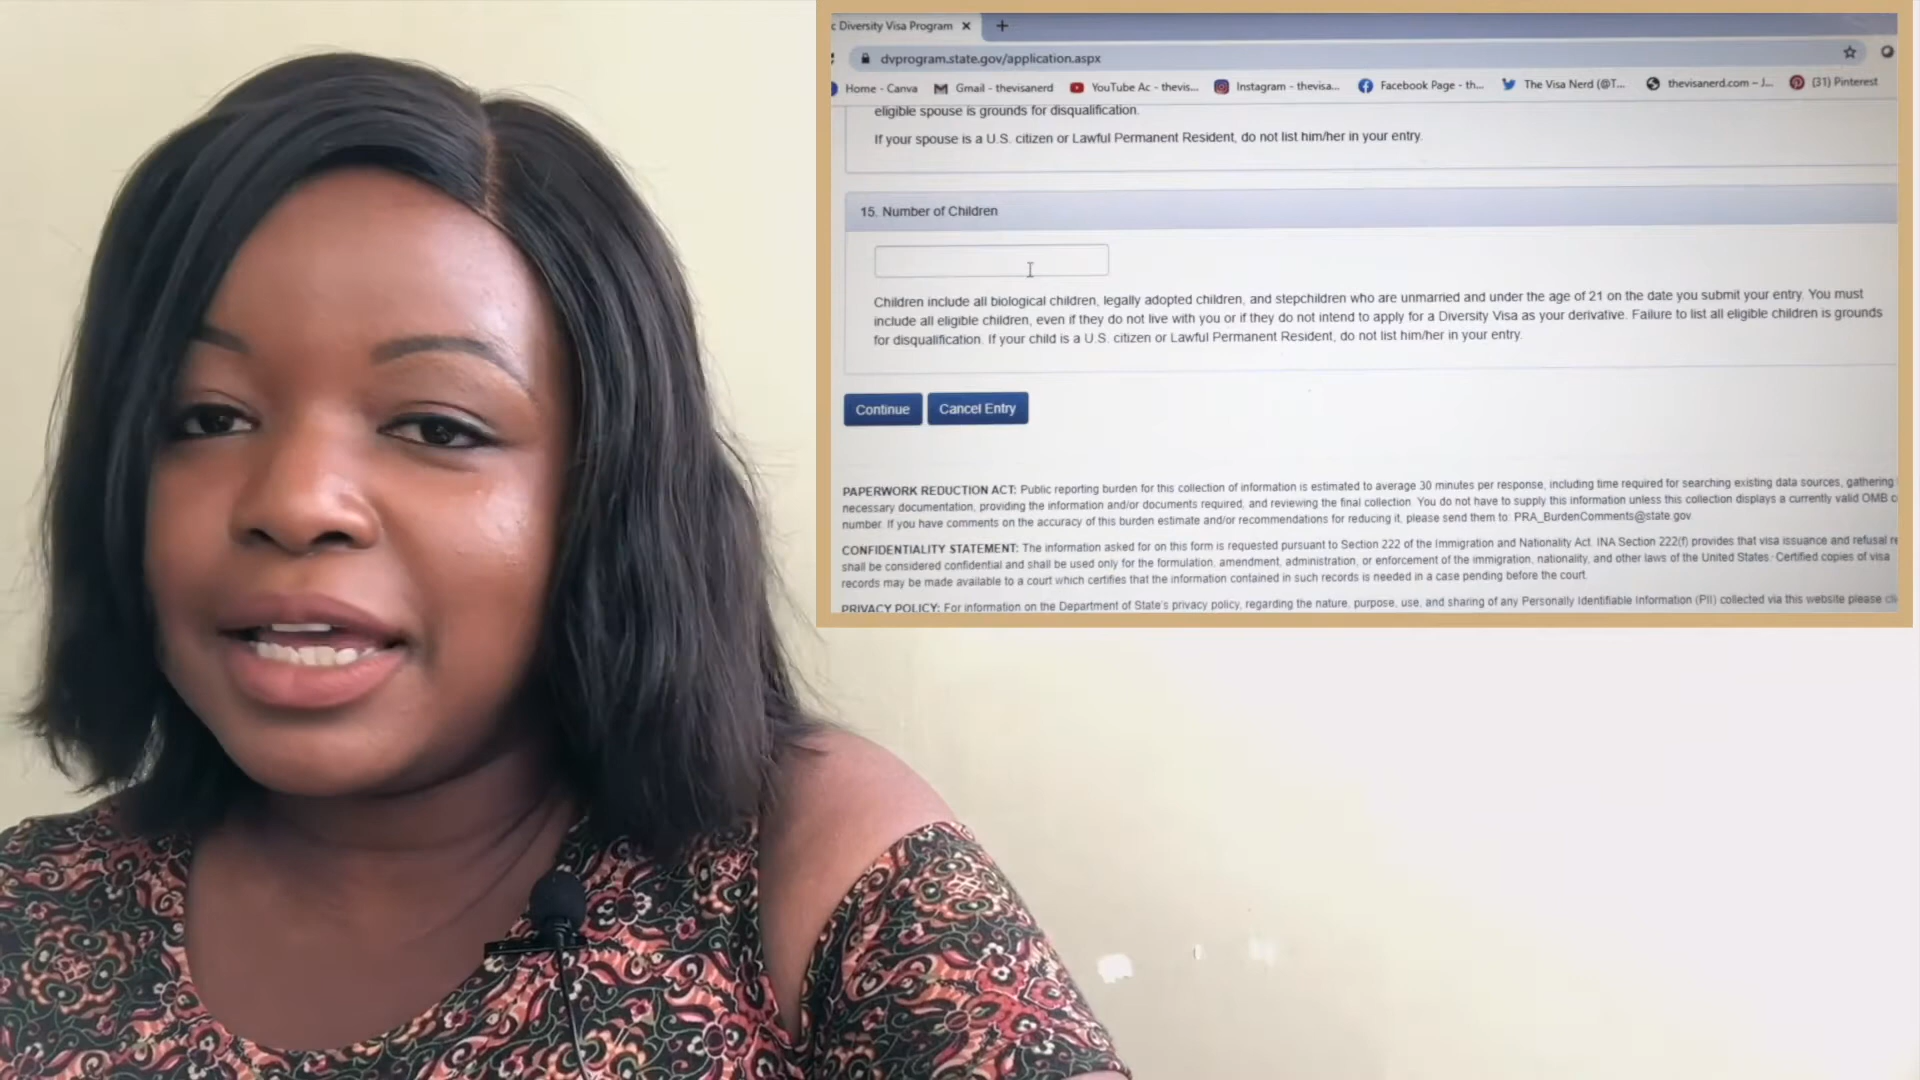 c Diversity Visa Program
dvprogram.state.gov/application.aspx
Home - Canva Gmail - thevisanerd YouTube Ac - thevis... Instagram - thevisa... Facebook Page - th... The Visa Nerd (@T... thevisanerd.com – J... (31) Pinterest
eligible spouse is grounds for disqualification.
If your spouse is a U.S. citizen or Lawful Permanent Resident, do not list him/her in your entry.
15. Number of Children
Children include all biological children, legally adopted children, and stepchildren who are unmarried and under the age of 21 on the date you submit your entry. You must
include all eligible children, even if they do not live with you or if they do not intend to apply for a Diversity Visa as your derivative. Failure to list all eligible children is grounds
for disqualification. If your child is a U.S. citizen or Lawful Permanent Resident, do not list him/her in your entry.
Continue Cancel Entry
PAPERWORK REDUCTION ACT: Public reporting burden for this collection of information is estimated to average 30 minutes per response, including time required for searching existing data sources, gathering
necessary documentation, providing the information and/or documents required, and reviewing the final collection. You do not have to supply this information unless this collection displays a currently valid OMB c
number. If you have comments on the accuracy of this burden estimate and/or recommendations for reducing it, please send them to: PRA_BurdenComments@state.gov
CONFIDENTIALITY STATEMENT: The information asked for on this form is requested pursuant to Section 222 of the Immigration and Nationality Act. INA Section 222(f) provides that visa issuance and refusal re
shall be considered confidential and shall be used only for the formulation, amendment, administration, or enforcement of the immigration, nationality, and other laws of the United States. Certified copies of visa
records may be made available to a court which certifies that the information contained in such records is needed in a case pending before the court.
PRIVACY POLICY: For information on the Department of State's privacy policy, regarding the nature, purpose, use, and sharing of any Personally Identifiable Information (PII) collected via this website please cli